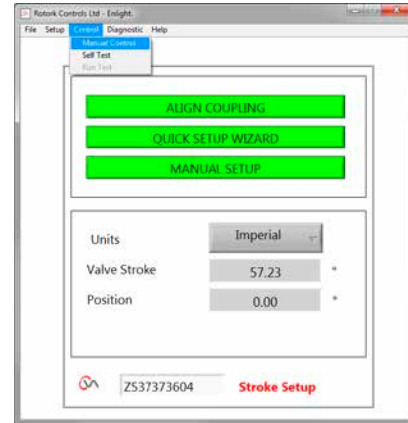 Rotork Controls Ltd - Enlight.
File Setup Control Diagnostic Help
Manual Control
Self Test
Run Test
ALIGN COUPLING
QUICK SETUP WIZARD
MANUAL SETUP
Units Imperial
Valve Stroke 57.23 °
Position 0.00 °
Z537373604 Stroke Setup